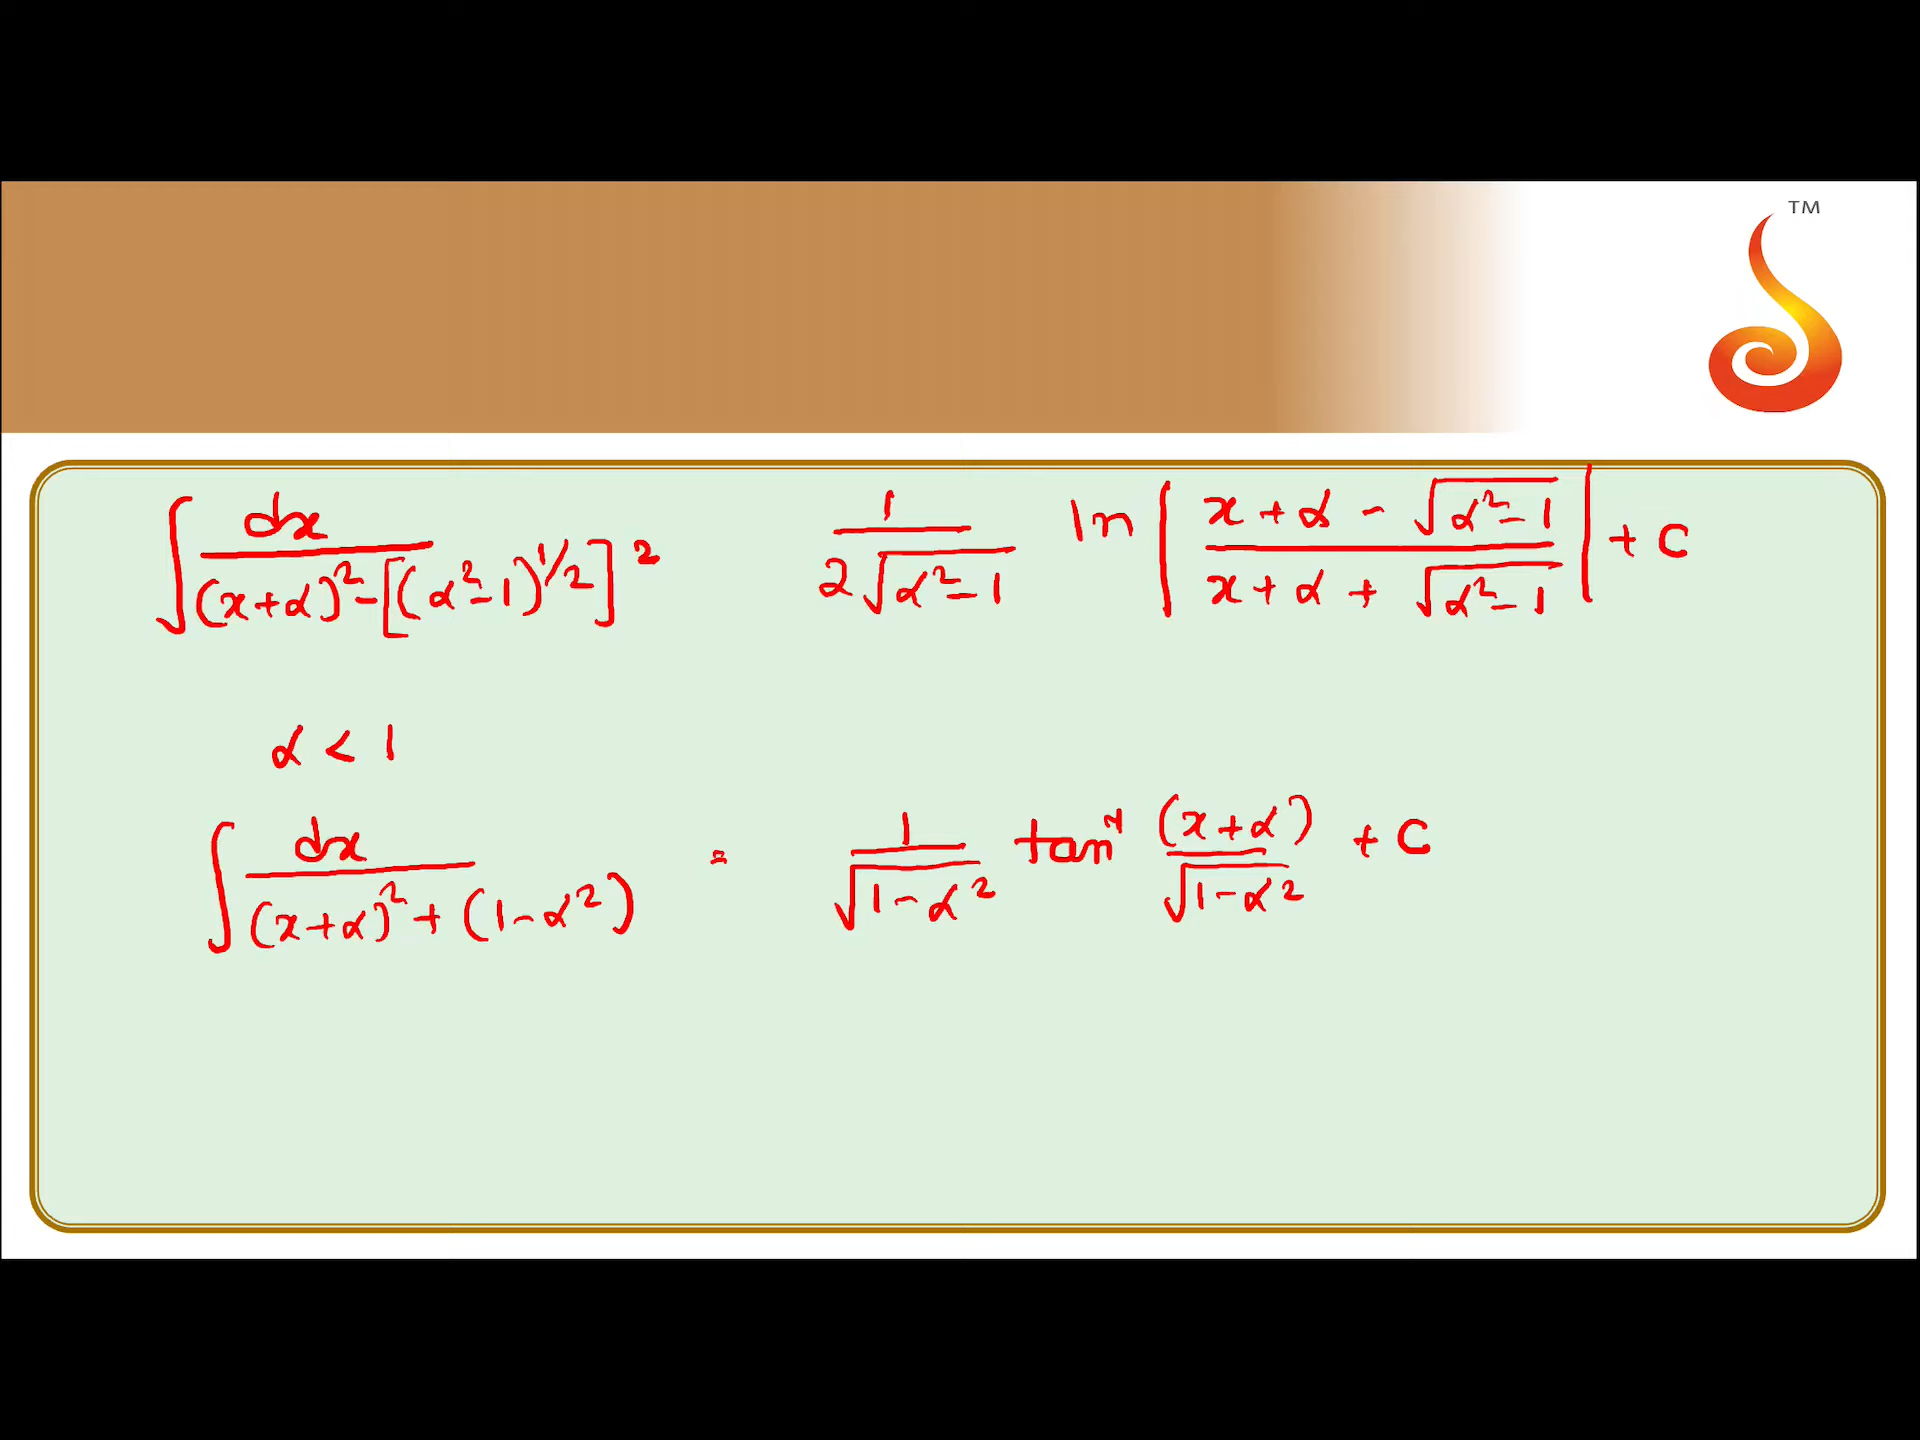 TM
∫ dx / (x+α)² - [(α²-1)^1/2]²   1 / 2√α²-1 ln | x+α - √α²-1 / x+α + √α²-1 | + C
α < 1
∫ dx / (x+α)² + (1-α²) = 1 / √1-α² tan⁻¹ (x+α) / √1-α² + C